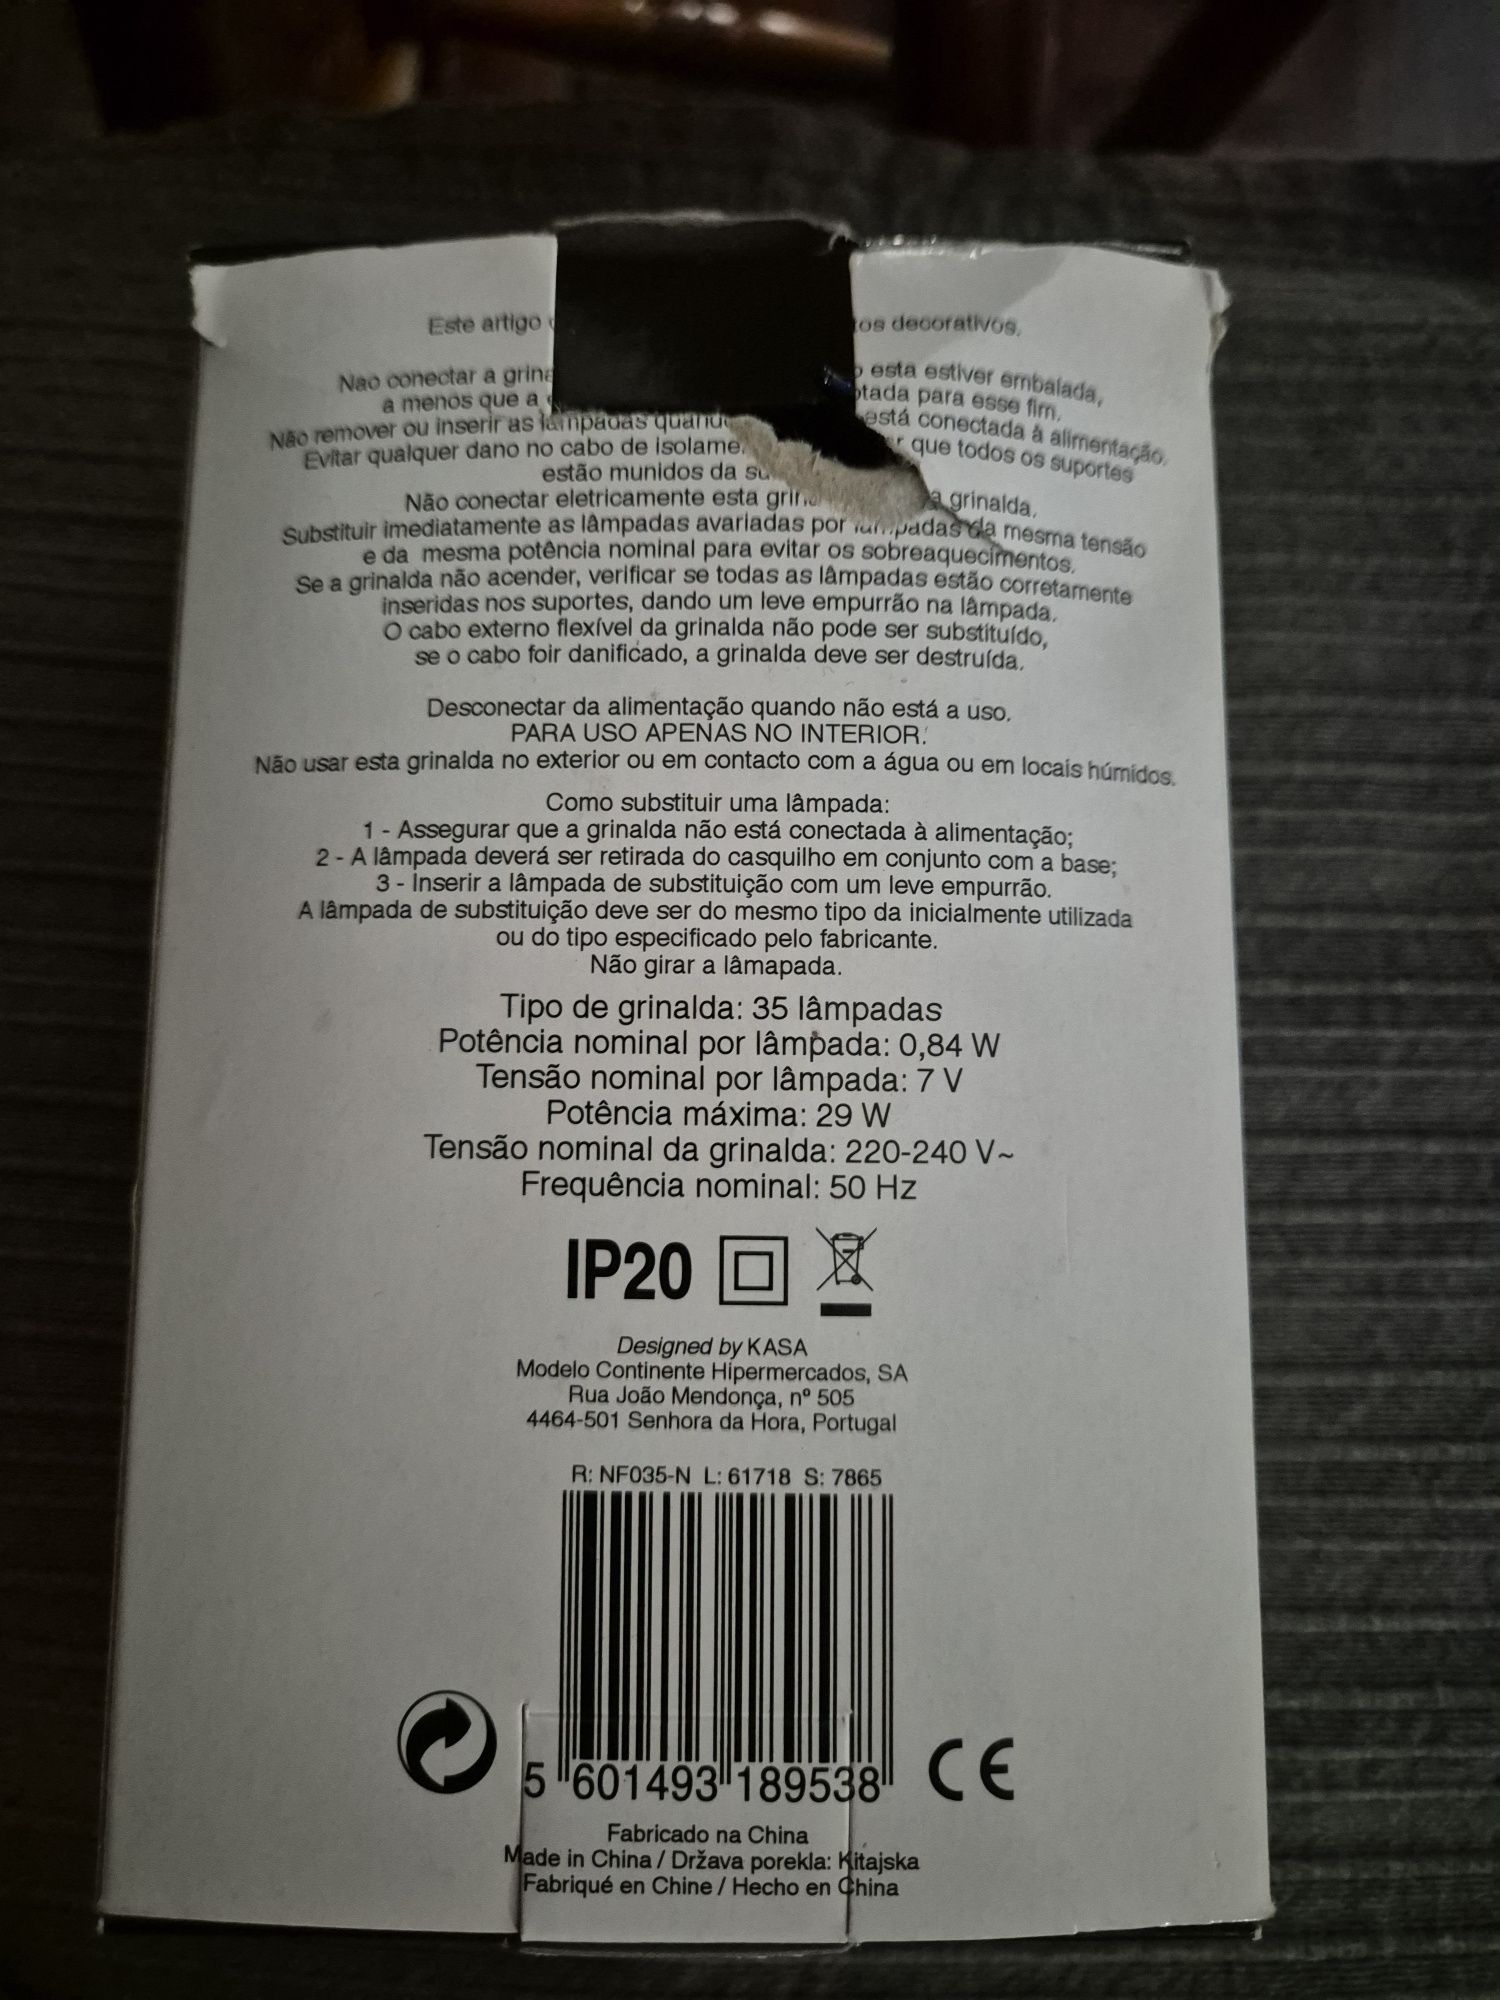 Este artigo os decorativos.
Não conectar a esta estiver embalada,
a menos que a para esse fim.
Não remover ou inserir as lâmpadas está conectada à alimentação.
Evitar qualquer dano no cabo de que todos os suportes
estão munidos da
Não conectar eletricamente esta grinalda.
Substituir imediatamente as lâmpadas avariadas por lâmpadas da mesma tensão
e da mesma potência nominal para evitar os sobreaquecimentos.
Se a grinalda não acender, verificar se todas as lâmpadas estão corretamente
inseridas nos suportes, dando um leve empurrão na lâmpada.
O cabo externo flexível da grinalda não pode ser substituído,
se o cabo foir danificado, a grinalda deve ser destruída.
Desconectar da alimentação quando não está a uso.
PARA USO APENAS NO INTERIOR.
Não usar esta grinalda no exterior ou em contacto com a água ou em locais húmidos.
Como substituir uma lâmpada:
1 - Assegurar que a grinalda não está conectada à alimentação;
2 - A lâmpada deverá ser retirada do casquilho em conjunto com a base;
3 - Inserir a lâmpada de substituição com um leve empurrão.
A lâmpada de substituição deve ser do mesmo tipo da inicialmente utilizada
ou do tipo especificado pelo fabricante.
Não girar a lâmapada.
Tipo de grinalda: 35 lâmpadas
Potência nominal por lâmpada: 0,84 W
Tensão nominal por lâmpada: 7 V
Potência máxima: 29 W
Tensão nominal da grinalda: 220-240 V~
Frequência nominal: 50 Hz
IP20
Designed by KASA
Modelo Continente Hipermercados, SA
Rua João Mendonça, nº 505
4464-501 Senhora da Hora, Portugal
R: NF035-N L: 61718 S: 7865
5 601493 189538 CE
Fabricado na China
Made in China / Država porekla: Kitajska
Fabriqué en Chine / Hecho en China